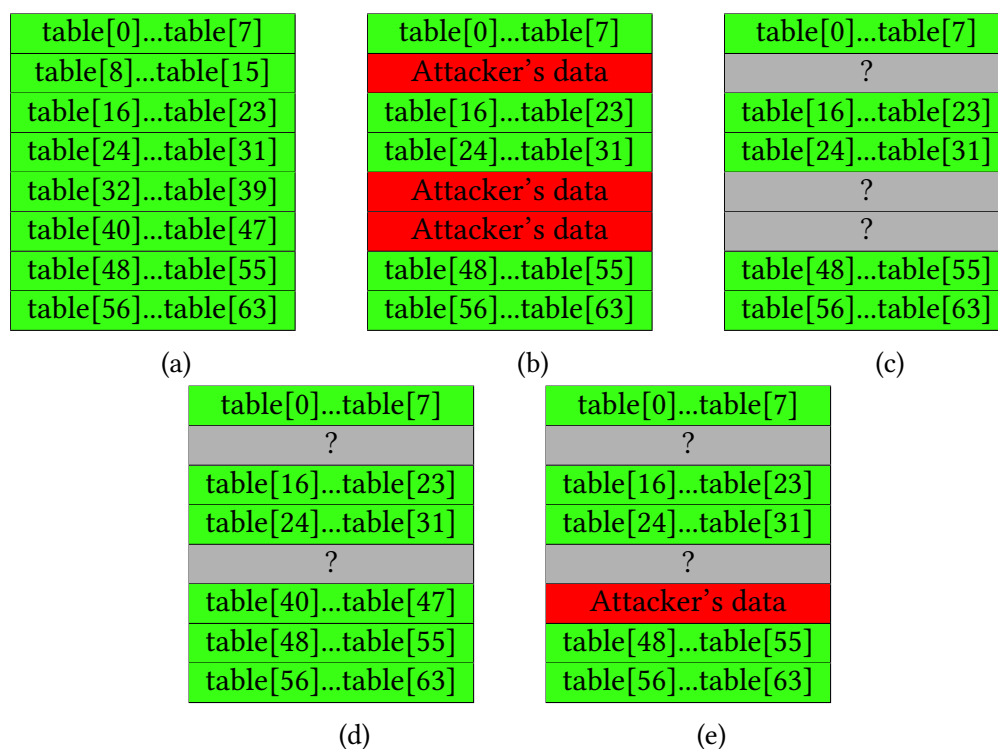 table[0]...table[7]
table[8]...table[15]
table[16]...table[23]
table[24]...table[31]
table[32]...table[39]
table[40]...table[47]
table[48]...table[55]
table[56]...table[63]
(a)
table[0]...table[7]
Attacker's data
table[16]...table[23]
table[24]...table[31]
Attacker's data
Attacker's data
table[48]...table[55]
table[56]...table[63]
(b)
table[0]...table[7]
?
table[16]...table[23]
table[24]...table[31]
?
?
table[48]...table[55]
table[56]...table[63]
(c)
table[0]...table[7]
?
table[16]...table[23]
table[24]...table[31]
?
table[40]...table[47]
table[48]...table[55]
table[56]...table[63]
(d)
table[0]...table[7]
?
table[16]...table[23]
table[24]...table[31]
?
Attacker's data
table[48]...table[55]
table[56]...table[63]
(e)